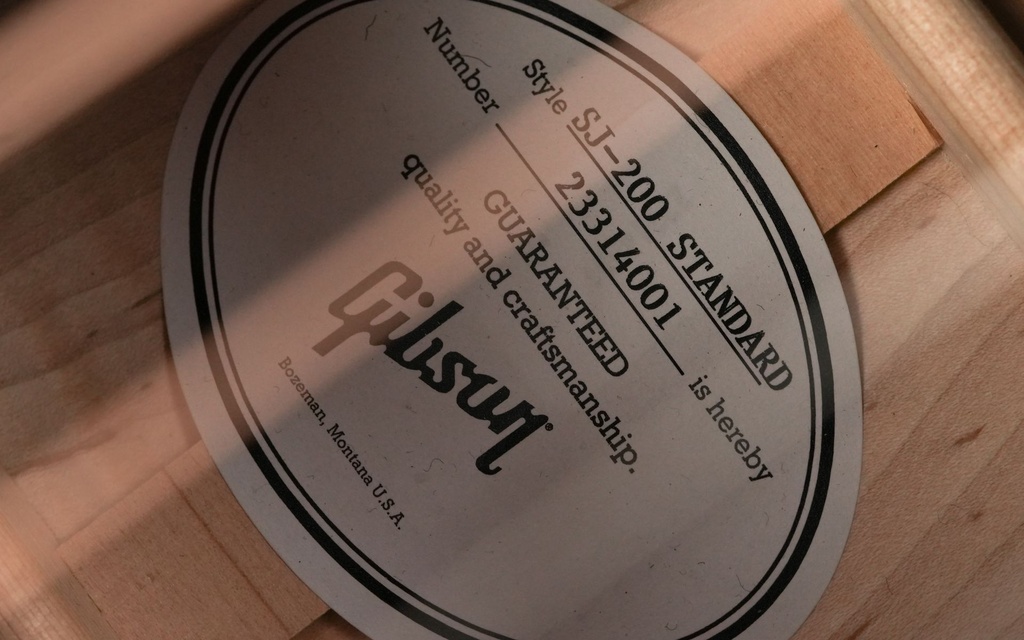 Style SJ-200 STANDARD
Number 23314001 is hereby
GUARANTEED
quality and craftsmanship.
Gibson®
Bozeman, Montana U.S.A.